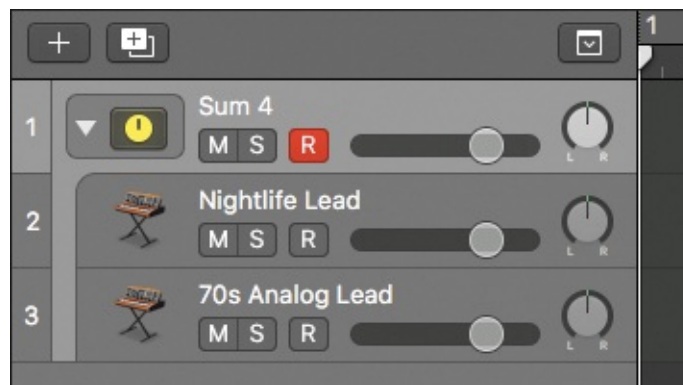 1
1 Sum 4
M S R
L R
2 Nightlife Lead
M S R
L R
3 70s Analog Lead
M S R
L R